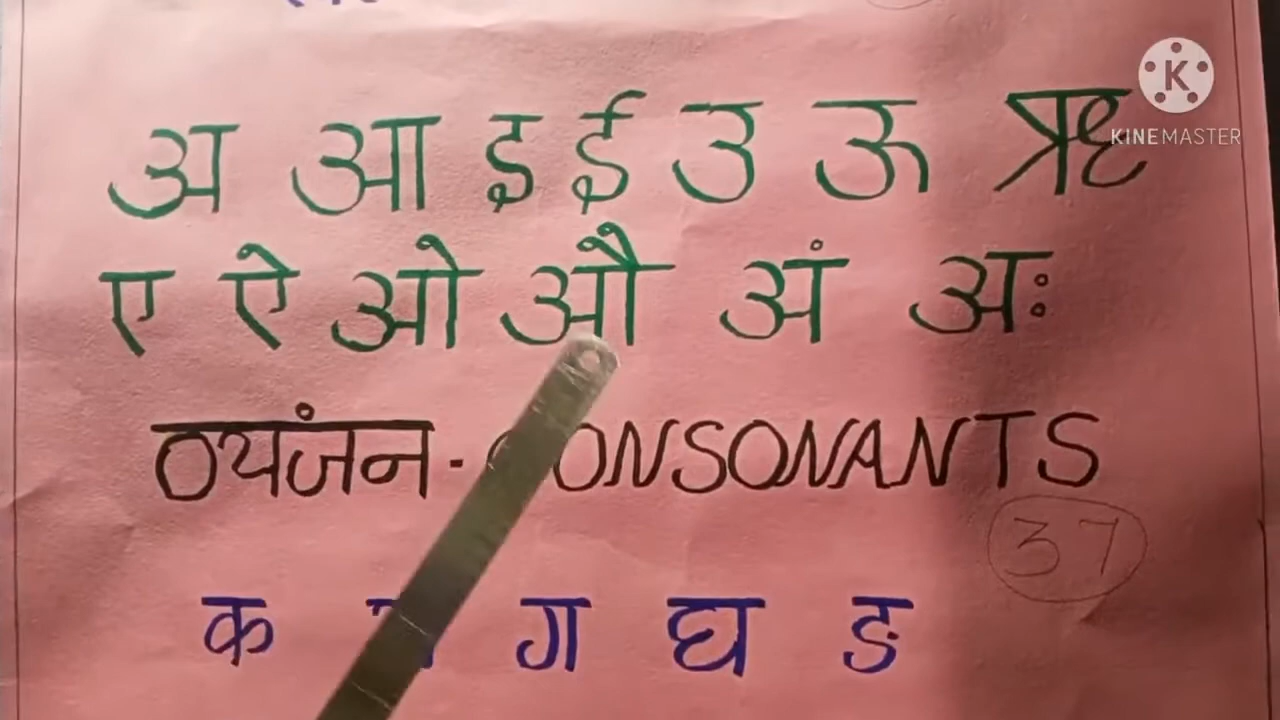 अ आ इ ई उ ऊ ऋ
KINEMASTER
ए ऐ ओ औ अं अः
व्यंजन - CONSONANTS
37
क ग घ ङ